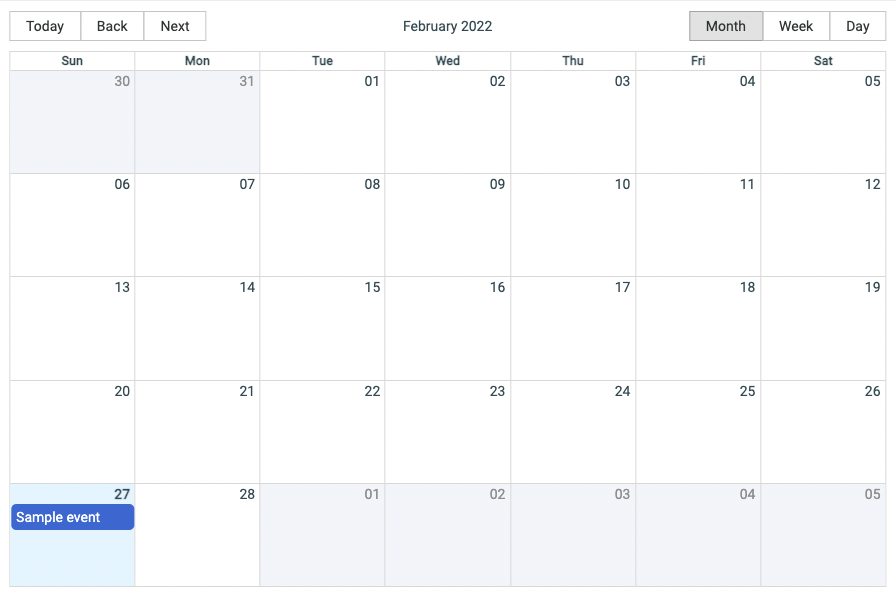 Today Back Next February 2022 Month Week Day
Sun Mon Tue Wed Thu Fri Sat
30 31 01 02 03 04 05
06 07 08 09 10 11 12
13 14 15 16 17 18 19
20 21 22 23 24 25 26
27 28 01 02 03 04 05
Sample event